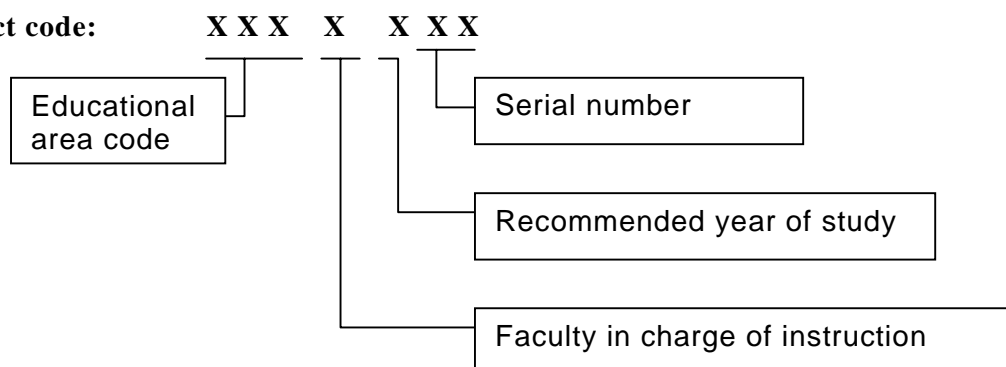 ct code: X X X X X X X
Educational
area code
Serial number
Recommended year of study
Faculty in charge of instruction